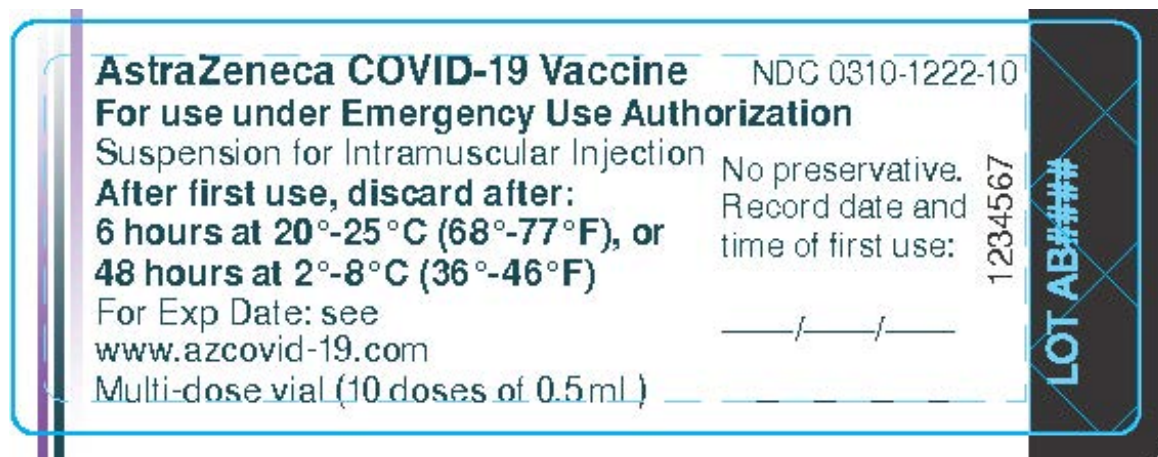 AstraZeneca COVID-19 Vaccine
NDC 0310-1222-10
For use under Emergency Use Authorization
Suspension for Intramuscular Injection
After first use, discard after:
6 hours at 20°-25°C (68°-77°F), or
48 hours at 2°-8°C (36°-46°F)
For Exp Date: see
www.azcovid-19.com
Multi-dose vial (10 doses of 0.5 ml )
No preservative.
Record date and
time of first use:
____/____/____
1234567
LOT AB####